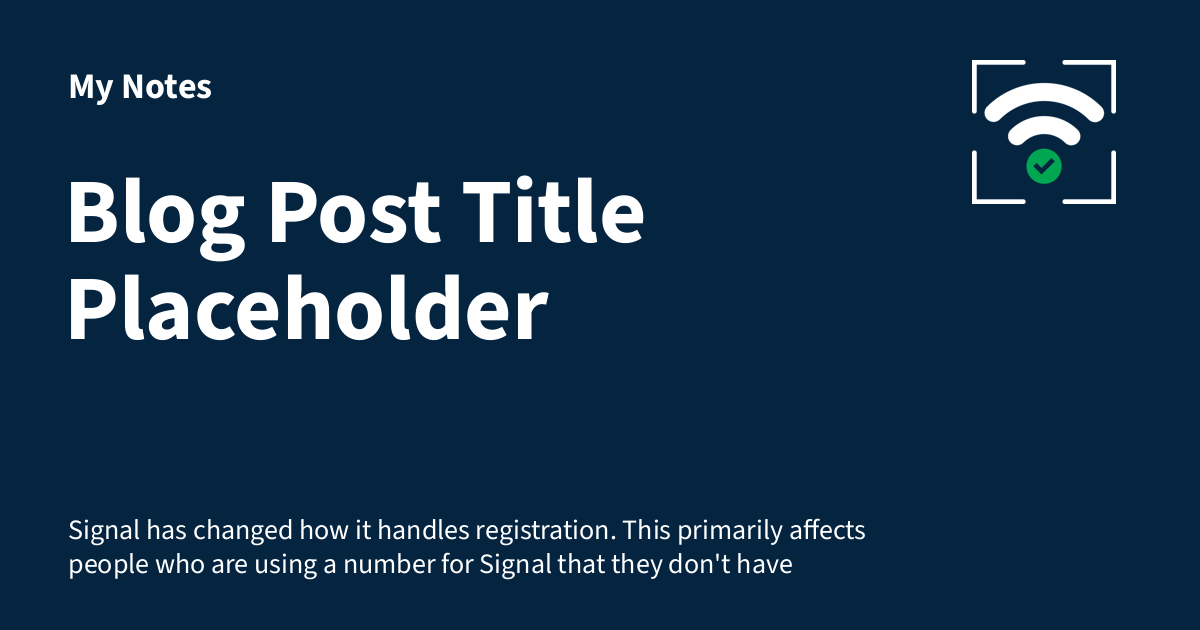 My Notes
Blog Post Title
Placeholder
Signal has changed how it handles registration. This primarily affects
people who are using a number for Signal that they don't have